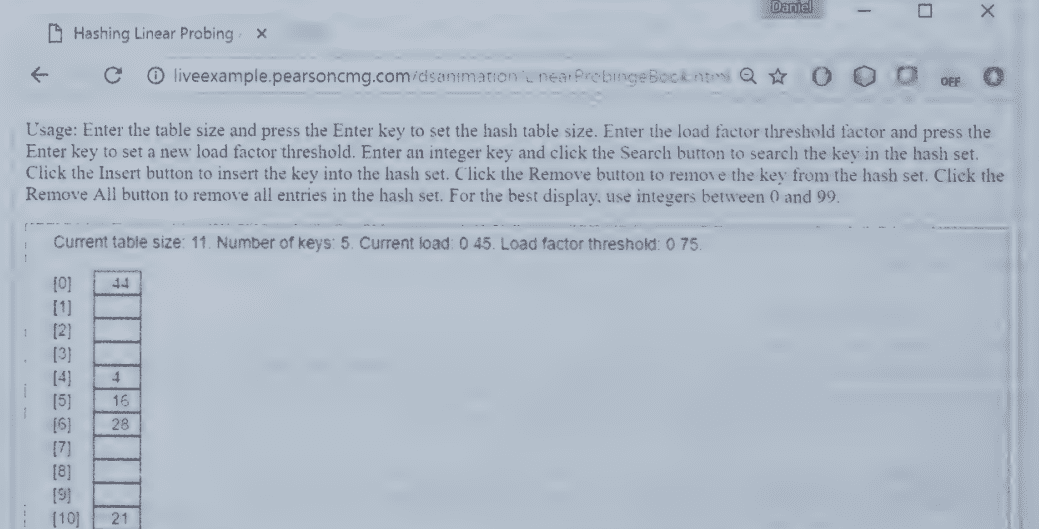 Daniel
Hashing Linear Probing
liveexample.pearsoncmg.com/dsanimation/LinearProbingeBook.html
OFF
Usage: Enter the table size and press the Enter key to set the hash table size. Enter the load factor threshold factor and press the
Enter key to set a new load factor threshold. Enter an integer key and click the Search button to search the key in the hash set.
Click the Insert button to insert the key into the hash set. Click the Remove button to remove the key from the hash set. Click the
Remove All button to remove all entries in the hash set. For the best display, use integers between 0 and 99.
Current table size: 11. Number of keys: 5. Current load: 0 45. Load factor threshold: 0 75.
[0] 44
[1]
[2]
[3]
[4] 4
[5] 16
[6] 28
[7]
[8]
[9]
[10] 21